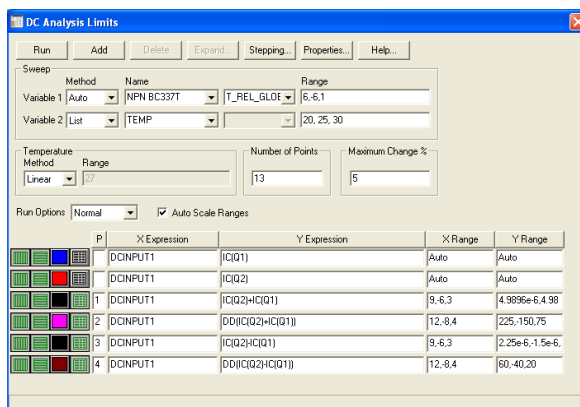 DC Analysis Limits
Run Add Delete Expand... Stepping... Properties... Help...
Sweep
Method Name Range
Variable 1 Auto NPN BC337T T_REL_GLOE 6,-6,1
Variable 2 List TEMP 20, 25, 30
Temperature
Method Range
Linear 27
Number of Points
13
Maximum Change %
5
Run Options Normal Auto Scale Ranges
P X Expression Y Expression X Range Y Range
DCINPUT1 IC(Q1) Auto Auto
DCINPUT1 IC(Q2) Auto Auto
1 DCINPUT1 IC(Q2)+IC(Q1) 9,-6,3 4.9896e-6,4.98
2 DCINPUT1 DD(IC(Q2)+IC(Q1)) 12,-8,4 225,-150,75
3 DCINPUT1 IC(Q2)-IC(Q1) 9,-6,3 2.25e-6,-1.5e-6,
4 DCINPUT1 DD(IC(Q2)-IC(Q1)) 12,-8,4 60,-40,20